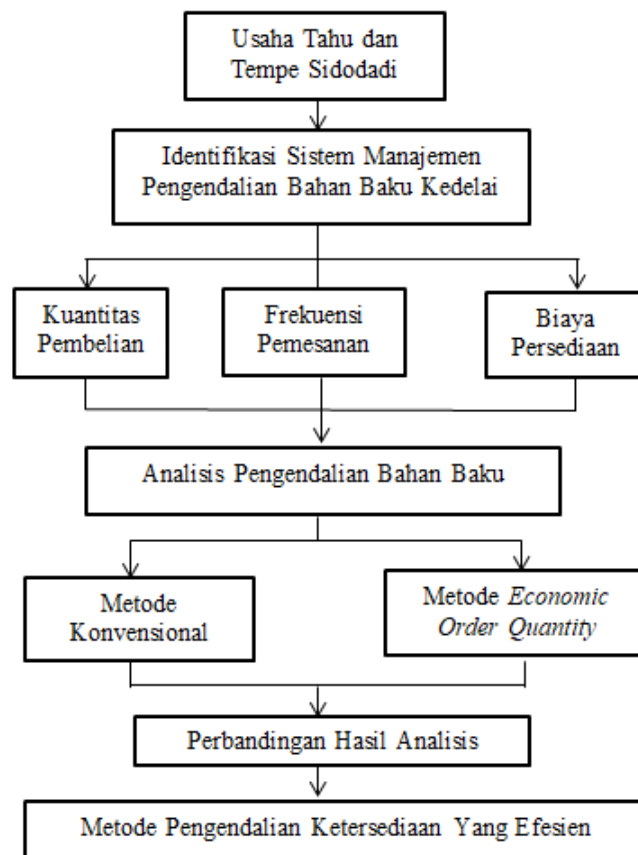 Usaha Tahu dan
Tempe Sidodadi
Identifikasi Sistem Manajemen
Pengendalian Bahan Baku Kedelai
Kuantitas
Pembelian
Frekuensi
Pemesanan
Biaya
Persediaan
Analisis Pengendalian Bahan Baku
Metode
Konvensional
Metode Economic
Order Quantity
Perbandingan Hasil Analisis
Metode Pengendalian Ketersediaan Yang Efesien